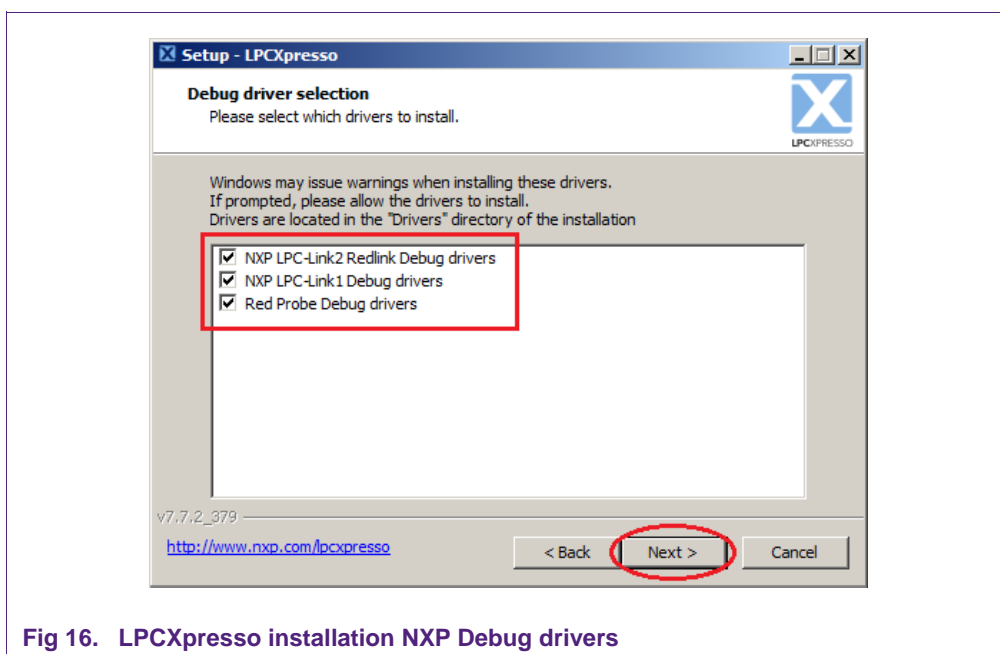 Setup - LPCXpresso
Debug driver selection
Please select which drivers to install.
LPCXPRESSO
Windows may issue warnings when installing these drivers.
If prompted, please allow the drivers to install.
Drivers are located in the "Drivers" directory of the installation
NXP LPC-Link2 Redlink Debug drivers
NXP LPC-Link1 Debug drivers
Red Probe Debug drivers
v7.7.2_379
http://www.nxp.com/lpcxpresso
< Back Next > Cancel
Fig 16. LPCXpresso installation NXP Debug drivers